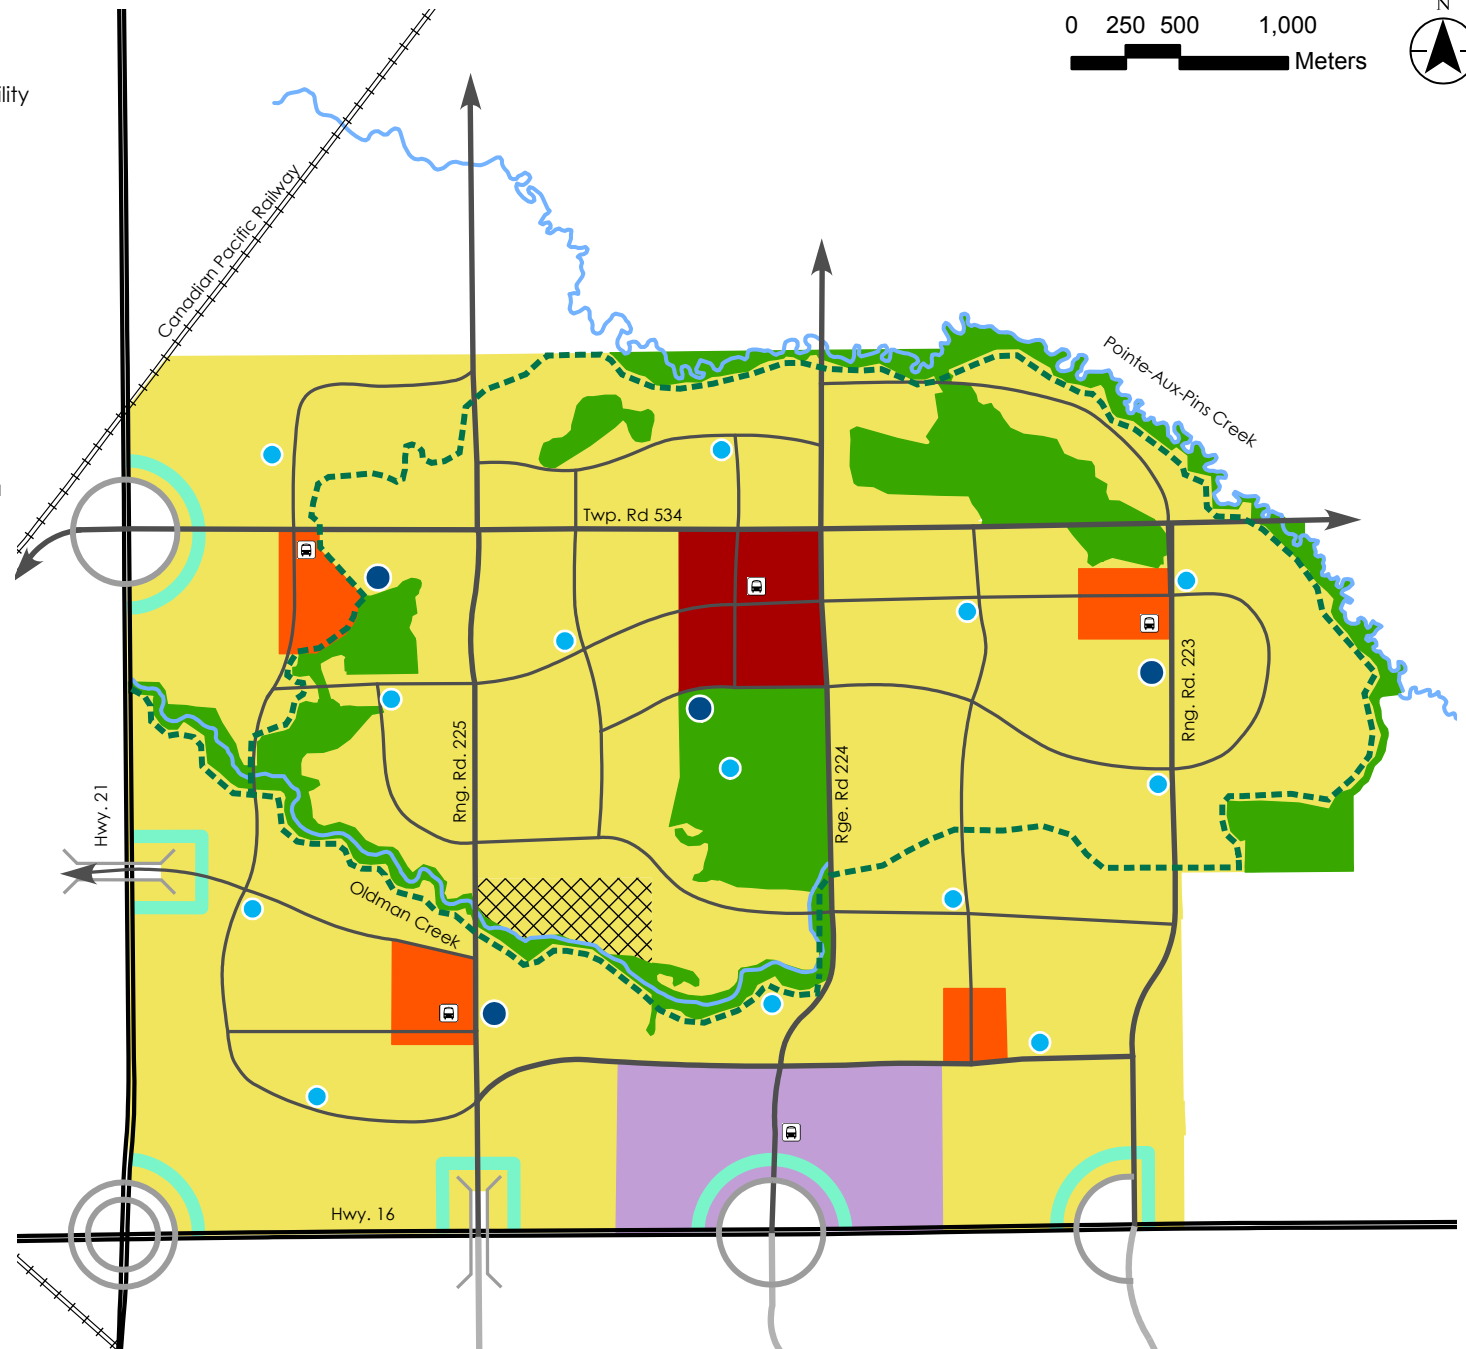 N
0 250 500 1,000
Meters
ility
Canadian Pacific Railway
Pointe-Aux-Pins Creek
Twp. Rd 534
Rng. Rd. 223
Rng. Rd. 225
Rge. Rd 224
Hwy. 21
Oldman Creek
Hwy. 16